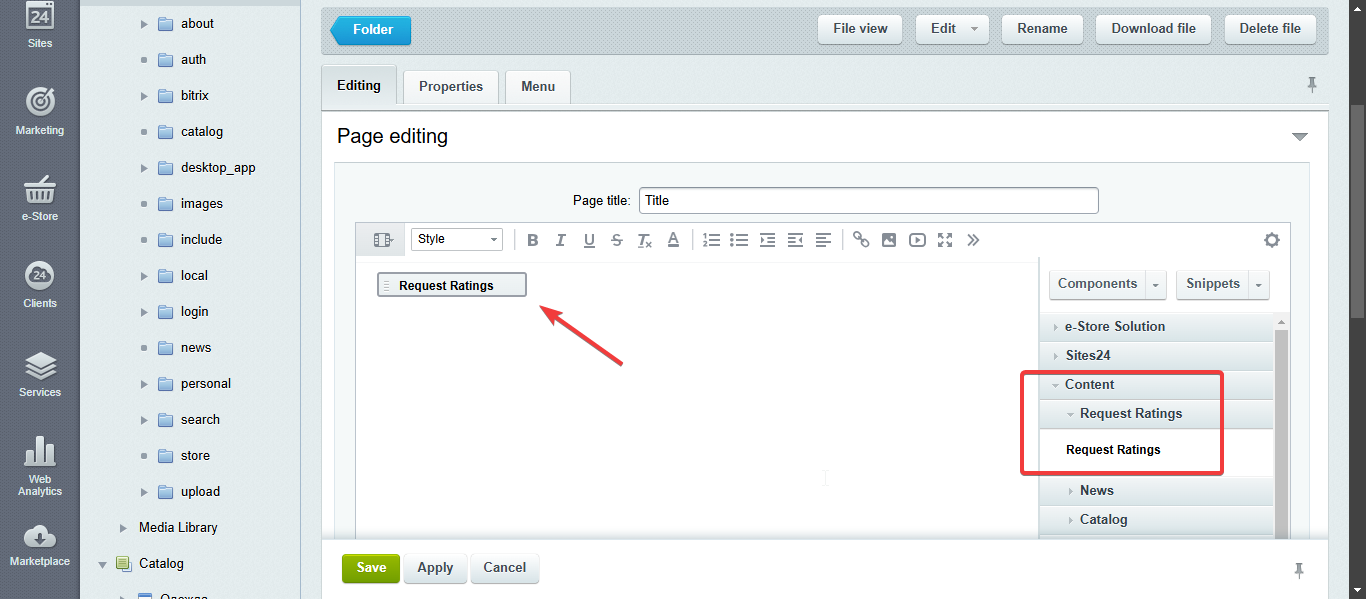 24
Sites
Marketing
e-Store
24
Clients
Services
Web
Analytics
Marketplace
about
auth
bitrix
catalog
desktop_app
images
include
local
login
news
personal
search
store
upload
Media Library
Catalog
Folder
File view
Edit
Rename
Download file
Delete file
Editing
Properties
Menu
Page editing
Page title:
Title
Style
B I U S Tx A
Request Ratings
Components
Snippets
e-Store Solution
Sites24
Content
Request Ratings
Request Ratings
News
Catalog
Save
Apply
Cancel